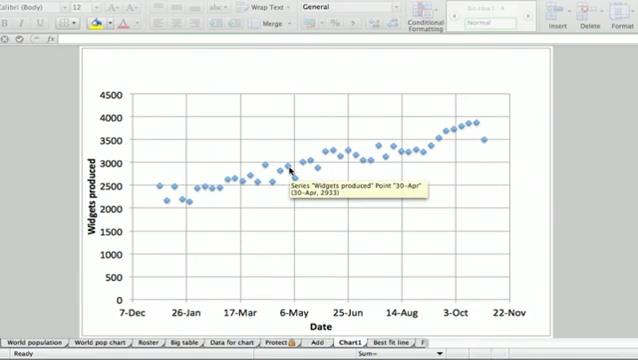 Calibri (Body) 12 abc Wrap Text General
Merge Conditional Formatting Normal Insert Delete Format
fx
4500
4000
3500
3000
2500
2000
1500
1000
500
0
Widgets produced
Series "Widgets produced" Point "30-Apr"
(30-Apr, 2933)
7-Dec 26-Jan 17-Mar 6-May 25-Jun 14-Aug 3-Oct 22-Nov
Date
World population World pop chart Roster Big table Data for chart Protect Add Chart1 Best fit line F
Ready Sum=